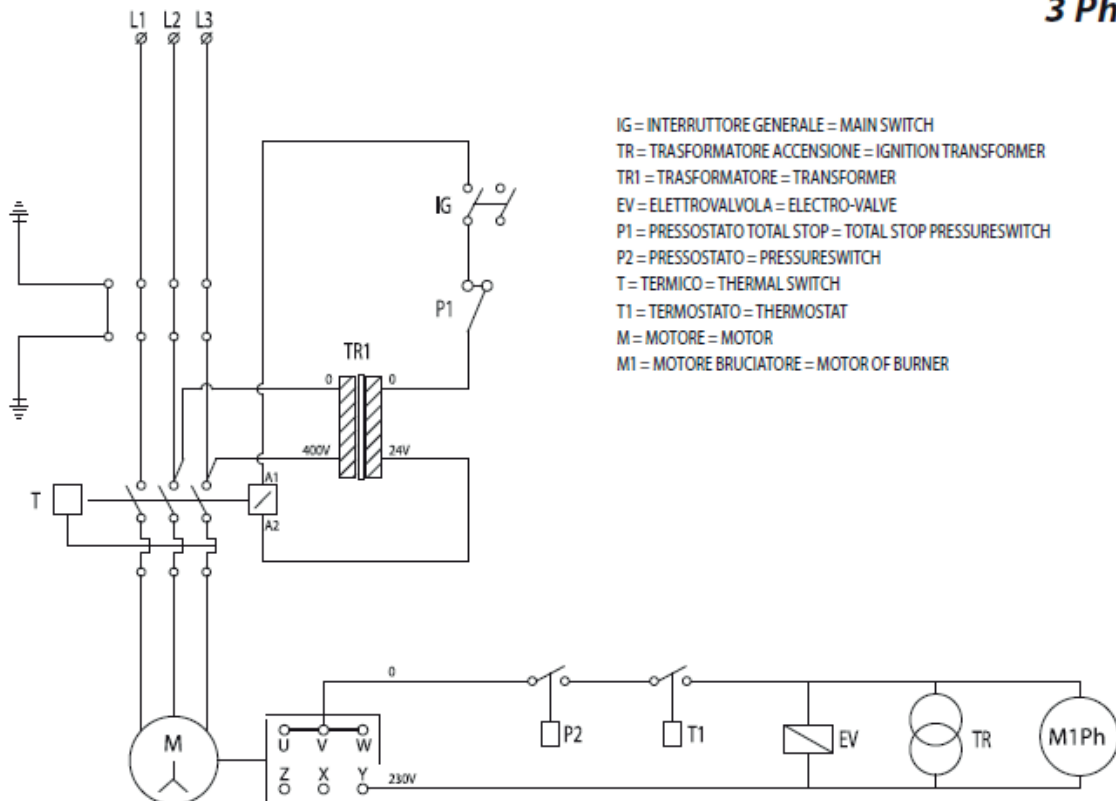 3 Ph
L1 L2 L3
IG = INTERRUTTORE GENERALE = MAIN SWITCH
TR = TRASFORMATORE ACCENSIONE = IGNITION TRANSFORMER
TR1 = TRASFORMATORE = TRANSFORMER
EV = ELETTROVALVOLA = ELECTRO-VALVE
P1 = PRESSOSTATO TOTAL STOP = TOTAL STOP PRESSURESWITCH
P2 = PRESSOSTATO = PRESSURESWITCH
T = TERMICO = THERMAL SWITCH
T1 = TERMOSTATO = THERMOSTAT
M = MOTORE = MOTOR
M1 = MOTORE BRUCIATORE = MOTOR OF BURNER
IG
P1
TR1
0 0
400V 24V
A1
T
A2
0
M
U V W
Z X Y 230V
P2
T1
EV
TR
M1Ph